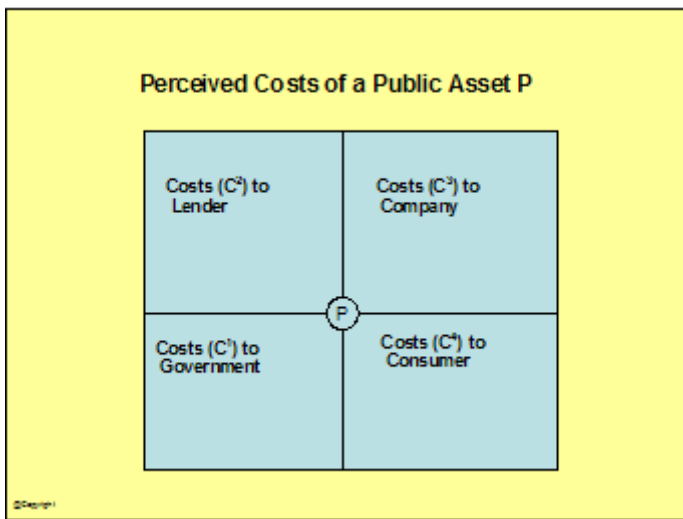 Perceived Costs of a Public Asset P
Costs (C²) to
Lender
Costs (C³) to
Company
P
Costs (C¹) to
Government
Costs (C⁴) to
Consumer
@Copyright